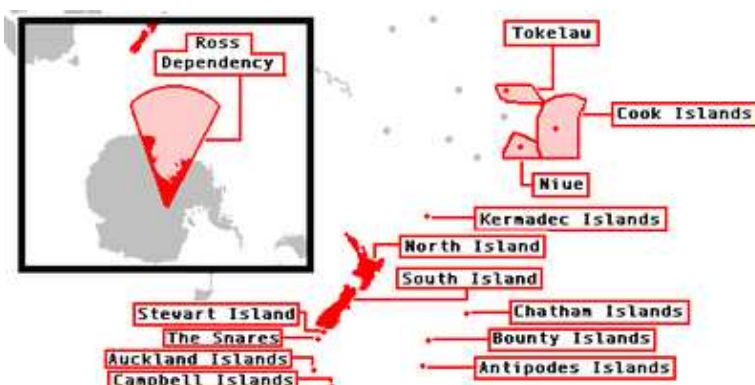 Ross
Dependency
Tokelau
Cook Islands
Niue
Kermadec Islands
North Island
South Island
Stewart Island
Chatham Islands
The Snares
Bounty Islands
Auckland Islands
Antipodes Islands
Campbell Islands